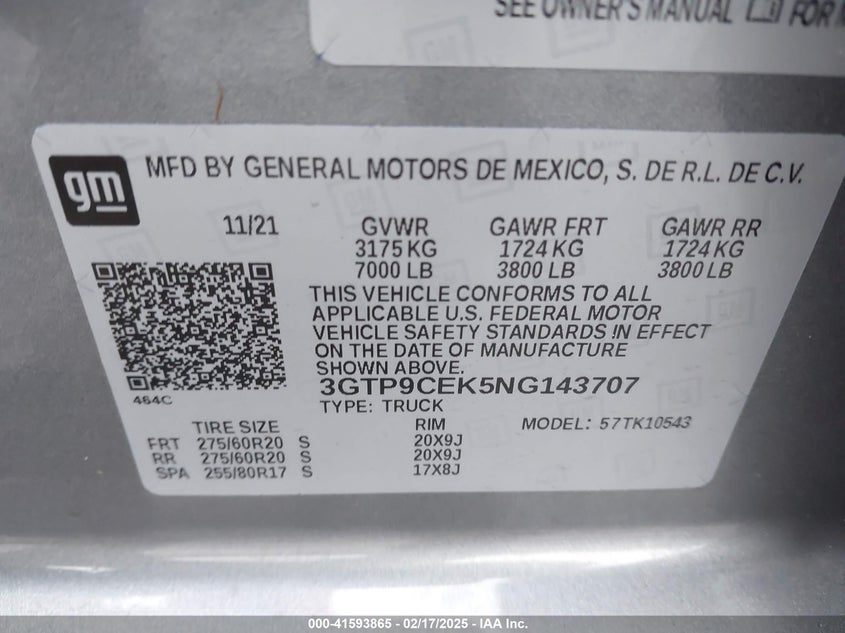 SEE OWNER'S MANUAL FOR
gm
MFD BY GENERAL MOTORS DE MEXICO, S. DE R.L. DE C.V.
11/21 GVWR GAWR FRT GAWR RR
3175 KG 1724 KG 1724 KG
7000 LB 3800 LB 3800 LB
THIS VEHICLE CONFORMS TO ALL
APPLICABLE U.S. FEDERAL MOTOR
VEHICLE SAFETY STANDARDS IN EFFECT
ON THE DATE OF MANUFACTURE
SHOWN ABOVE.
3GTP9CEK5NG143707
464C
TYPE: TRUCK
TIRE SIZE RIM MODEL: 57TK10543
FRT 275/60R20 S 20X9J
RR 275/60R20 S 20X9J
SPA 255/80R17 S 17X8J
000-41593865 - 02/17/2025 - IAAI.com - Copyright IAA, Inc.